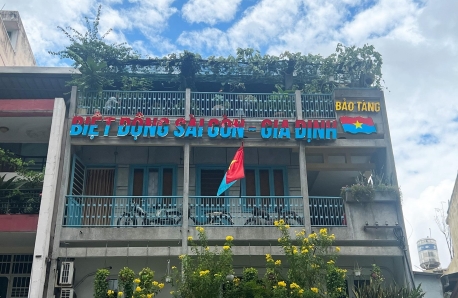 BẢO TÀNG
BIỆT ĐỘNG SÀI GÒN - GIA ĐỊNH